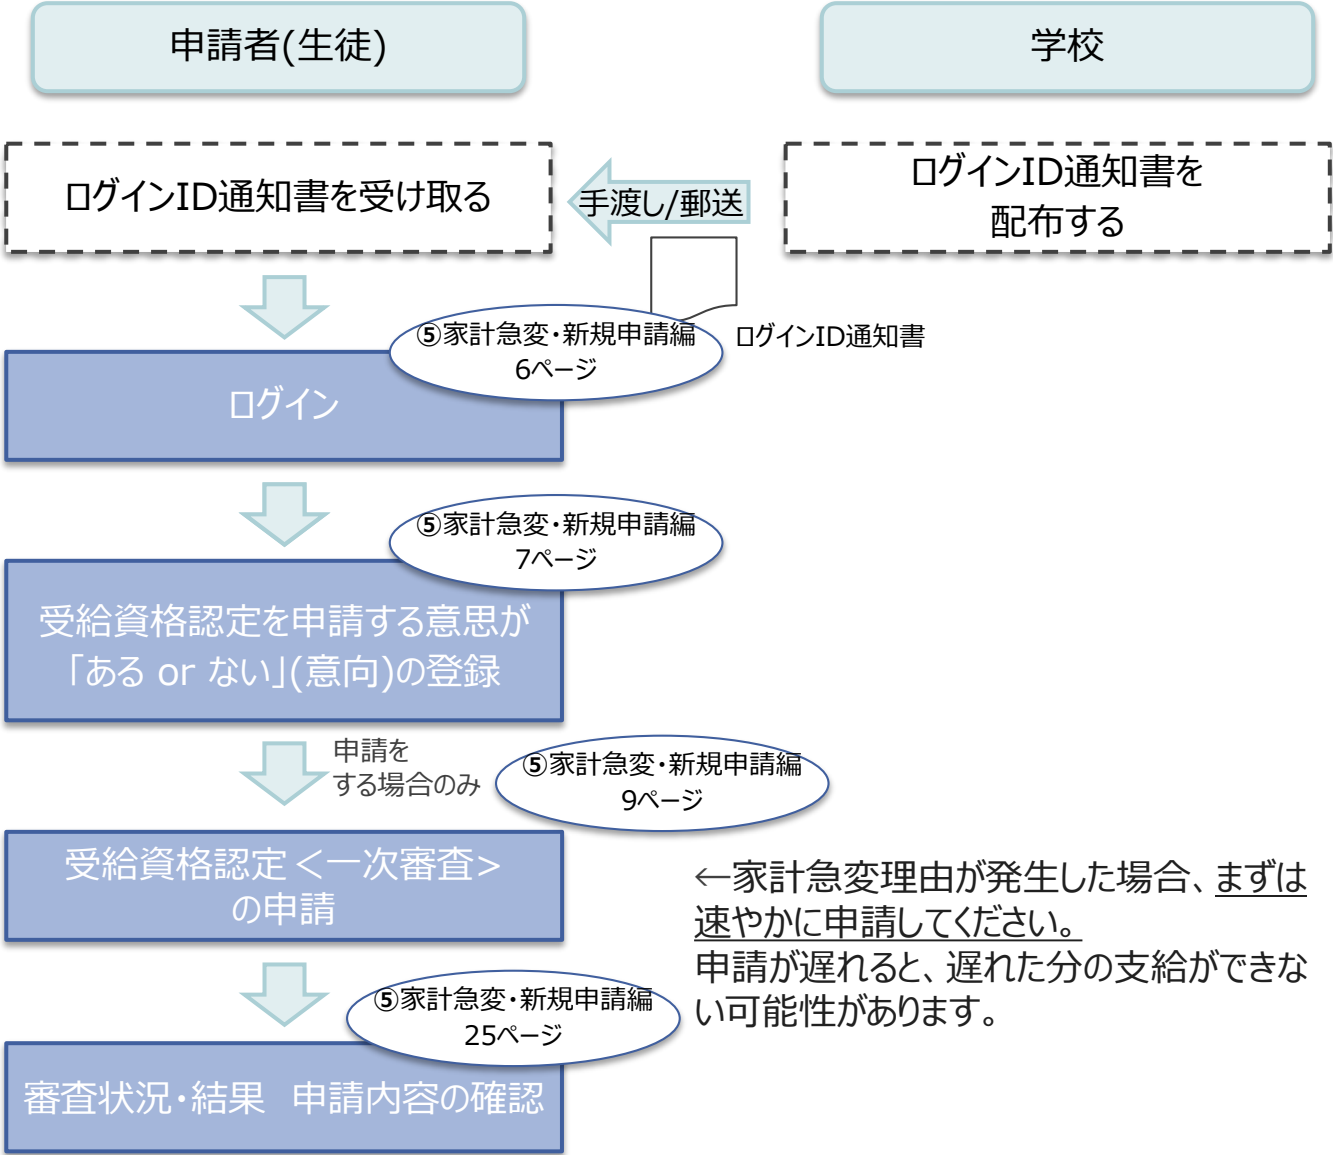 申請者(生徒)
学校
ログインID通知書を受け取る
手渡し/郵送
ログインID通知書を
配布する
ログインID通知書
⑤家計急変・新規申請編
6ページ
ログイン
⑤家計急変・新規申請編
7ページ
受給資格認定を申請する意思が
「ある or ない」(意向)の登録
申請を
する場合のみ
⑤家計急変・新規申請編
9ページ
受給資格認定＜一次審査>
の申請
←家計急変理由が発生した場合、まずは
速やかに申請してください。
申請が遅れると、遅れた分の支給ができな
い可能性があります。
⑤家計急変・新規申請編
25ページ
審査状況・結果　申請内容の確認